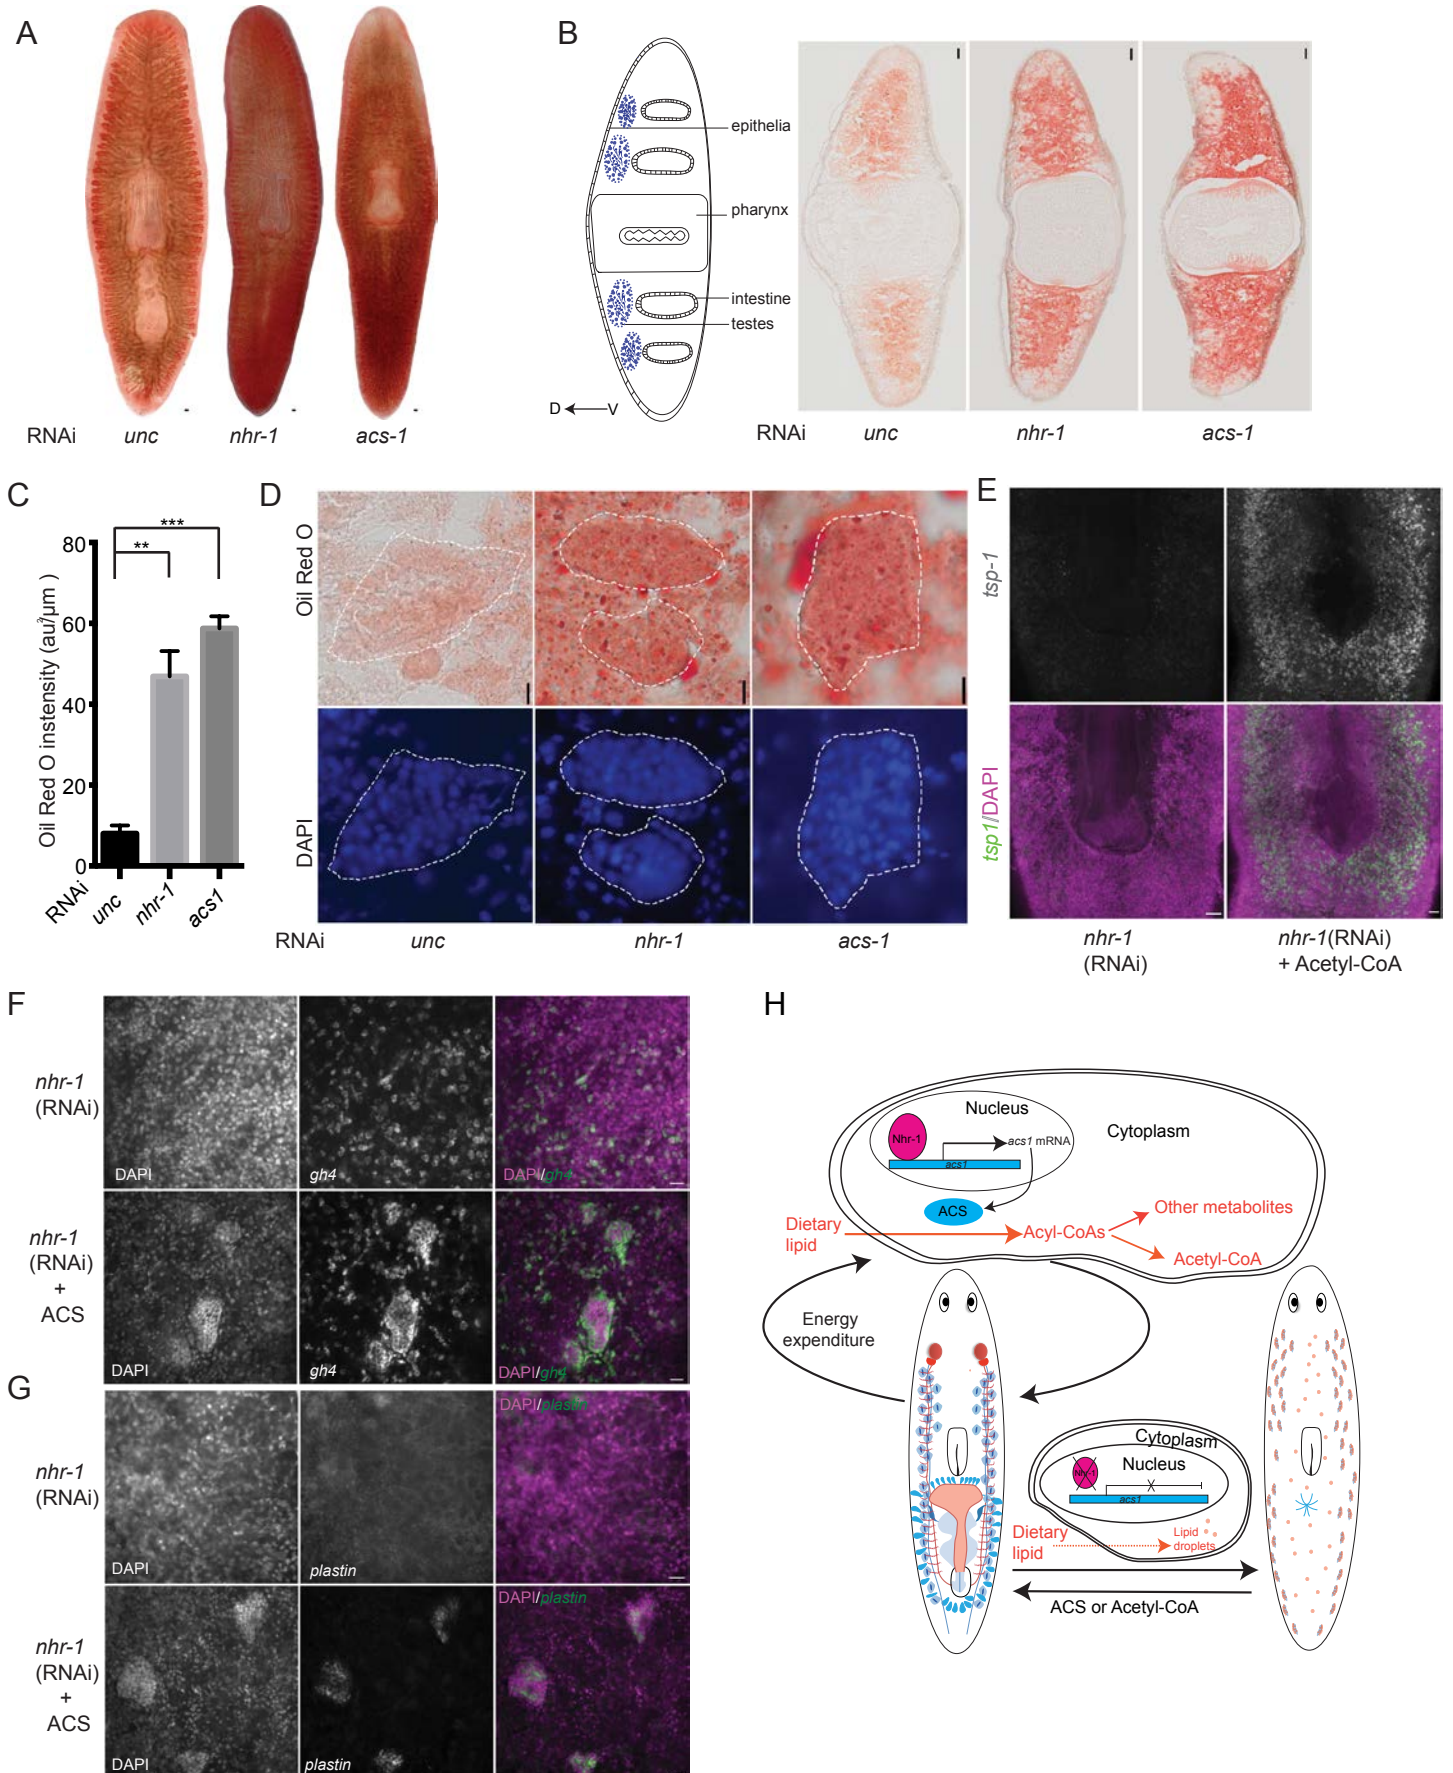 A
RNAi
unc
nhr-1
acs-1
B
epithelia
pharynx
intestine
testes
D
V
RNAi
unc
nhr-1
acs-1
C
Oil Red O instensity (au/μm²)
80
60
40
20
0
**
***
RNAi
unc
nhr-1
acs1
D
Oil Red O
DAPI
RNAi
unc
nhr-1
acs-1
E
tsp-1
tsp1/DAPI
nhr-1
(RNAi)
nhr-1(RNAi)
+ Acetyl-CoA
F
nhr-1
(RNAi)
DAPI
gh4
DAPI/gh4
nhr-1
(RNAi)
+
ACS
DAPI
gh4
DAPI/gh4
G
nhr-1
(RNAi)
DAPI
plastin
DAPI/plastin
nhr-1
(RNAi)
+
ACS
DAPI
plastin
DAPI/plastin
H
Nucleus
Cytoplasm
Nhr-1
acs1 mRNA
acs1
ACS
Dietary
lipid
Acyl-CoAs
Other metabolites
Acetyl-CoA
Energy
expenditure
Cytoplasm
Nucleus
Nhr-1
acs1
Dietary
lipid
Lipid
droplets
ACS or Acetyl-CoA